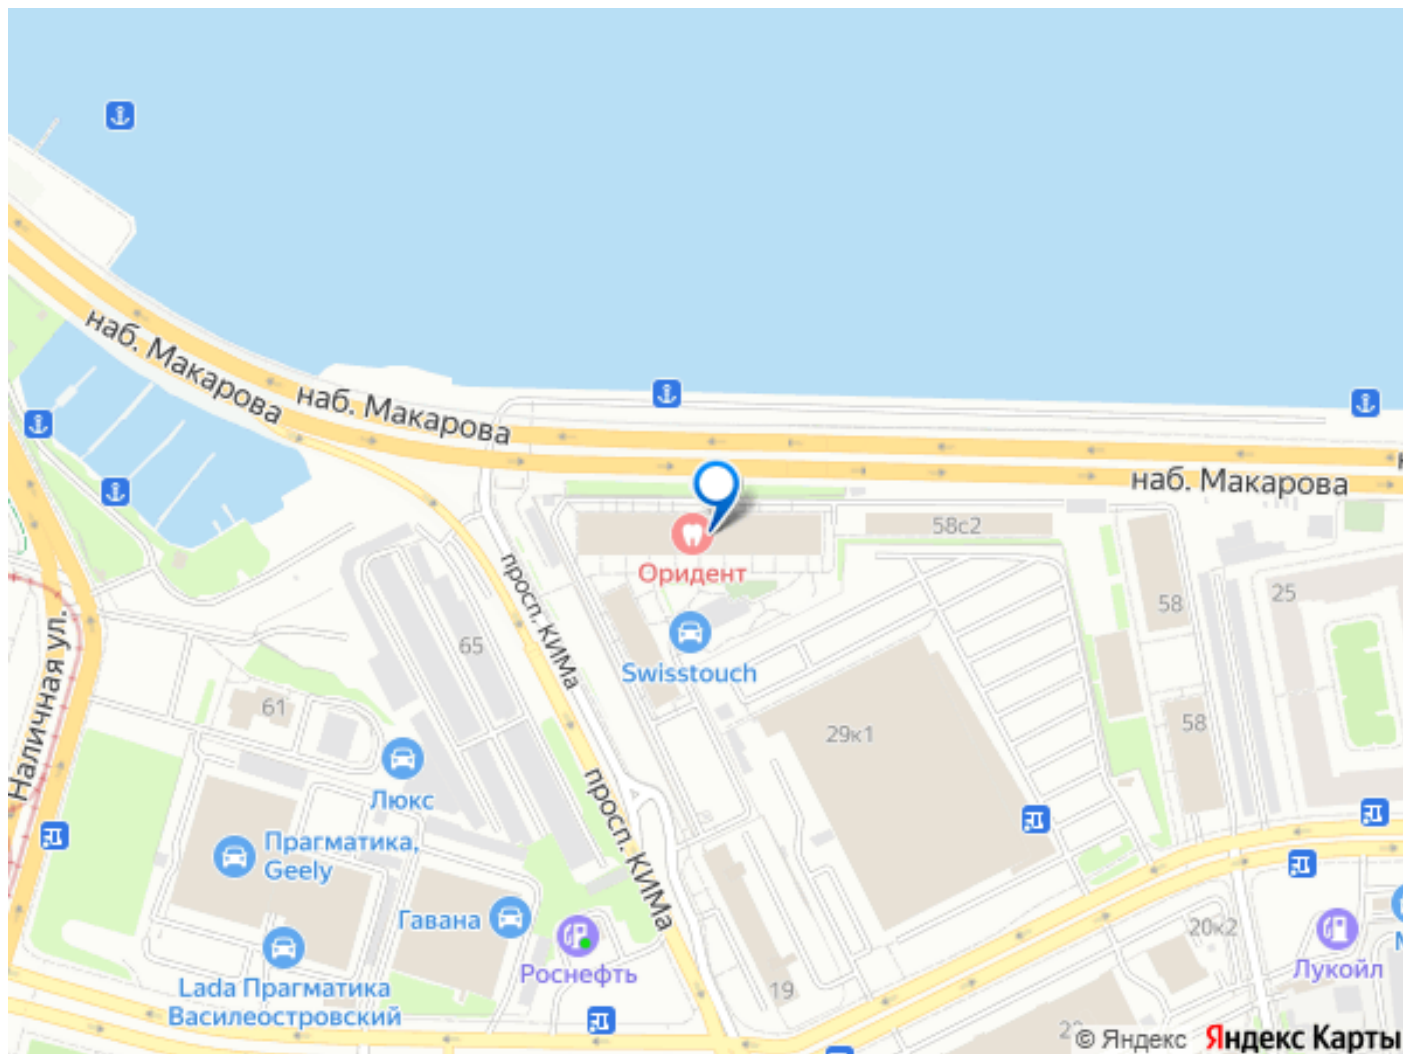 наб. Макарова
наб. Макарова
наб. Макарова
58с2
Оридент
просп. КИМа
25
58
65
Swisstouch
Наличная ул.
61
29к1
58
Люкс
просп. КИМа
Прагматика,
Geely
Гавана
20к2
Роснефть
Лукойл
19
Lada Прагматика
Василеостровский
© Яндекс Яндекс Карты